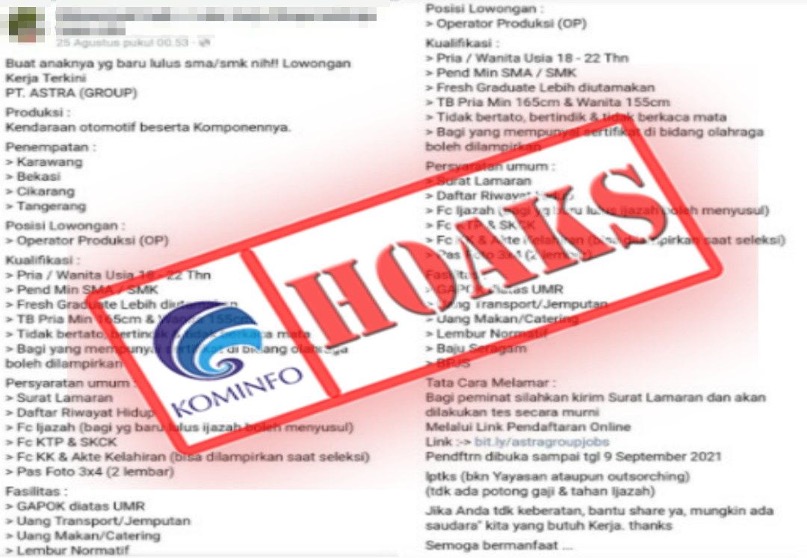 25 Agustus pukul 00.53
Buat anaknya yg baru lulus sma/smk nih!! Lowongan
Kerja Terkini
PT. ASTRA (GROUP)
Produksi :
Kendaraan otomotif beserta Komponennya.
Penempatan :
> Karawang
> Bekasi
> Cikarang
> Tangerang
Posisi Lowongan :
> Operator Produksi (OP)
Kualifikasi :
> Pria / Wanita Usia 18 - 22 Thn
> Pend Min SMA / SMK
> Fresh Graduate Lebih diutamakan
> TB Pria Min 165cm & Wanita 155cm
> Tidak bertato, bertindik & tidak berkaca mata
> Bagi yang mempunyai sertifikat di bidang olahraga
boleh dilampirkan
Persyaratan umum :
> Surat Lamaran
> Daftar Riwayat Hidup
> Fc Ijazah (bagi yg baru lulus ijazah boleh menyusul)
> Fc KTP & SKCK
> Fc KK & Akte Kelahiran (bisa dilampirkan saat seleksi)
> Pas Foto 3x4 (2 lembar)
Fasilitas :
> GAPOK diatas UMR
> Uang Transport/Jemputan
> Uang Makan/Catering
> Lembur Normatif
Posisi Lowongan :
> Operator Produksi (OP)
Kualifikasi :
> Pria / Wanita Usia 18 - 22 Thn
> Pend Min SMA / SMK
> Fresh Graduate Lebih diutamakan
> TB Pria Min 165cm & Wanita 155cm
> Tidak bertato, bertindik & tidak berkaca mata
> Bagi yang mempunyai sertifikat di bidang olahraga
boleh dilampirkan
Persyaratan umum :
> Surat Lamaran
> Daftar Riwayat Hidup
> Fc Ijazah (bagi yg baru lulus ijazah boleh menyusul)
> Fc KTP & SKCK
> Fc KK & Akte Kelahiran (bisa dilampirkan saat seleksi)
> Pas Foto 3x4 (2 lembar)
Fasilitas :
> GAPOK diatas UMR
> Uang Transport/Jemputan
> Uang Makan/Catering
> Lembur Normatif
> Baju Seragam
> BPJS
Tata Cara Melamar :
Bagi peminat silahkan kirim Surat Lamaran dan akan
dilakukan tes secara murni
Melalui Link Pendaftaran Online
Link :-> bit.ly/astragroupjobs
Pendftrn dibuka sampai tgl 9 September 2021
Iptks (bkn Yayasan ataupun outsorching)
(tdk ada potong gaji & tahan Ijazah)
Jika Anda tdk keberatan, bantu share ya, mungkin ada
saudara" kita yang butuh Kerja. thanks
Semoga bermanfaat ...
KOMINFO
HOAKS